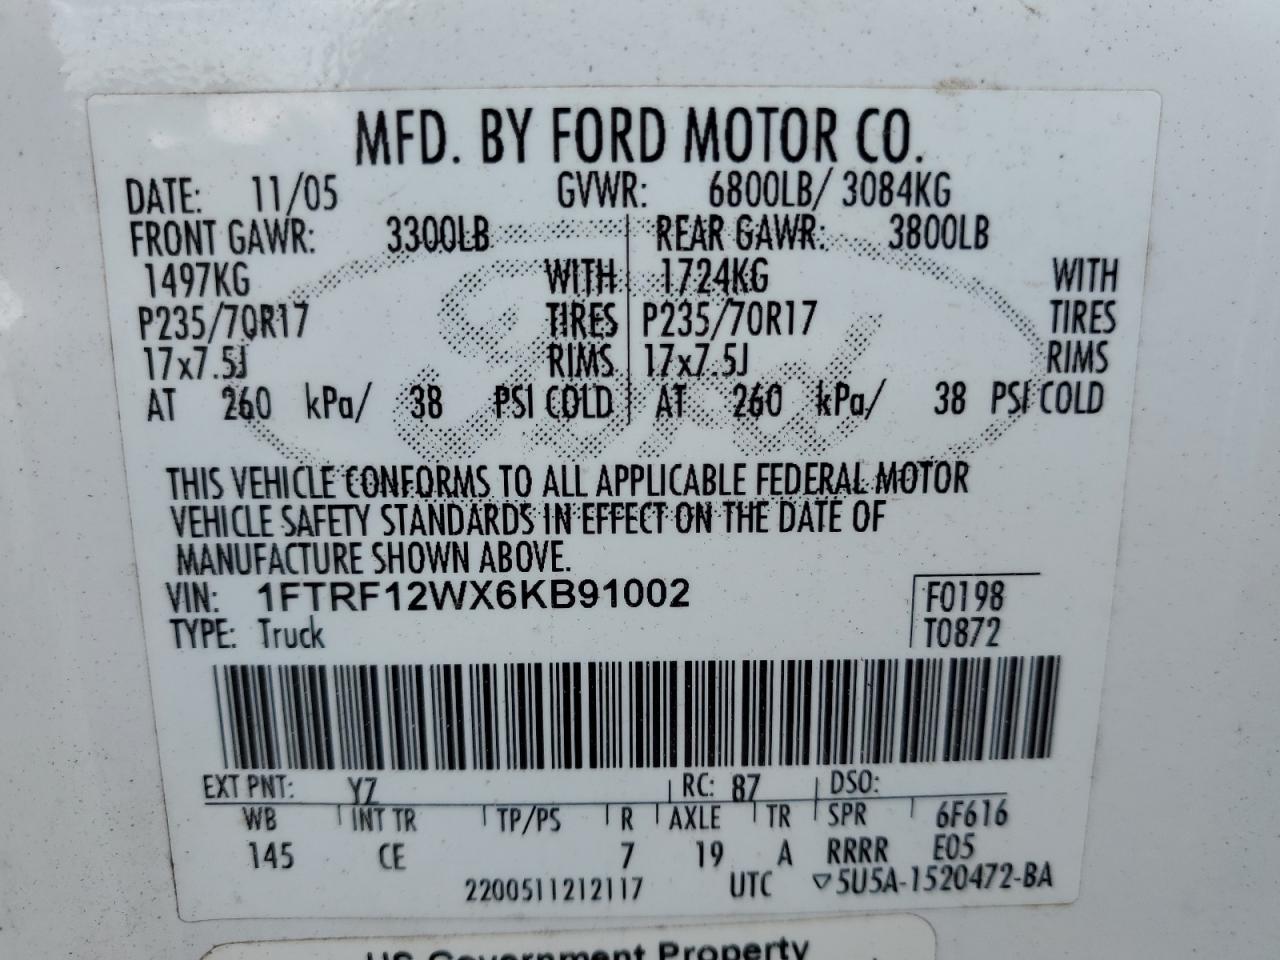 MFD. BY FORD MOTOR CO.
DATE: 11/05 GVWR: 6800LB/ 3084KG
FRONT GAWR: 3300LB REAR GAWR: 3800LB
1497KG WITH 1724KG WITH
P235/70R17 TIRES P235/70R17 TIRES
17x7.5J RIMS 17x7.5J RIMS
AT 260 kPa/ 38 PSI COLD AT 260 kPa/ 38 PSI COLD
Ford
THIS VEHICLE CONFORMS TO ALL APPLICABLE FEDERAL MOTOR
VEHICLE SAFETY STANDARDS IN EFFECT ON THE DATE OF
MANUFACTURE SHOWN ABOVE.
VIN: 1FTRF12WX6KB91002 F0198
TYPE: Truck T0872
EXT PNT: YZ RC: 87 DSO:
WB INT TR TP/PS R AXLE TR SPR 6F616
145 CE 7 19 A RRRR E05
2200511212117 UTC ▽5U5A-1520472-BA
US Government Property